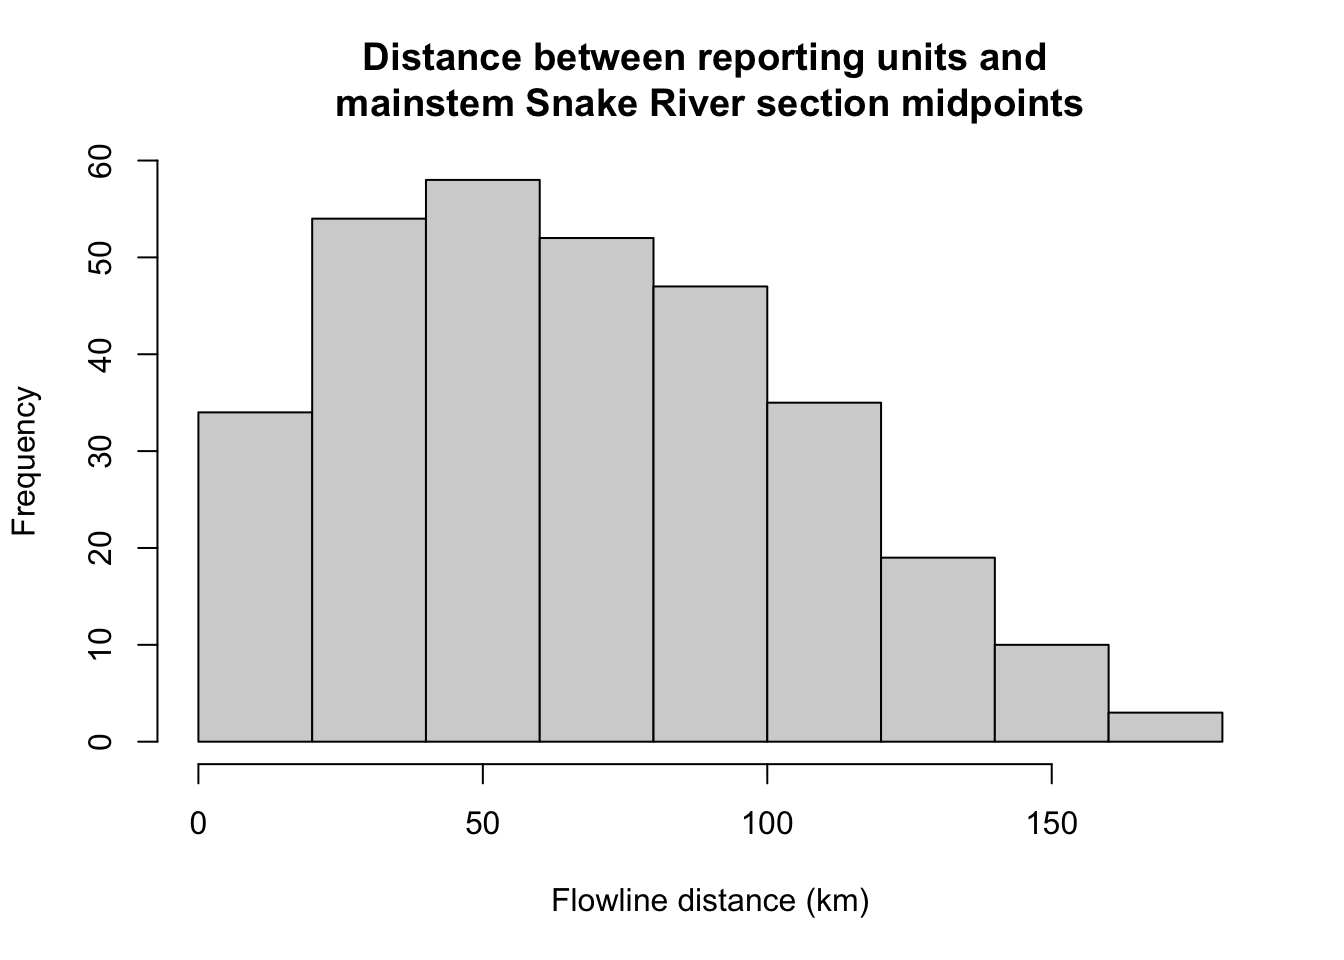 Distance between reporting units and
mainstem Snake River section midpoints
Frequency
60
50
40
30
20
10
0
0 50 100 150
Flowline distance (km)